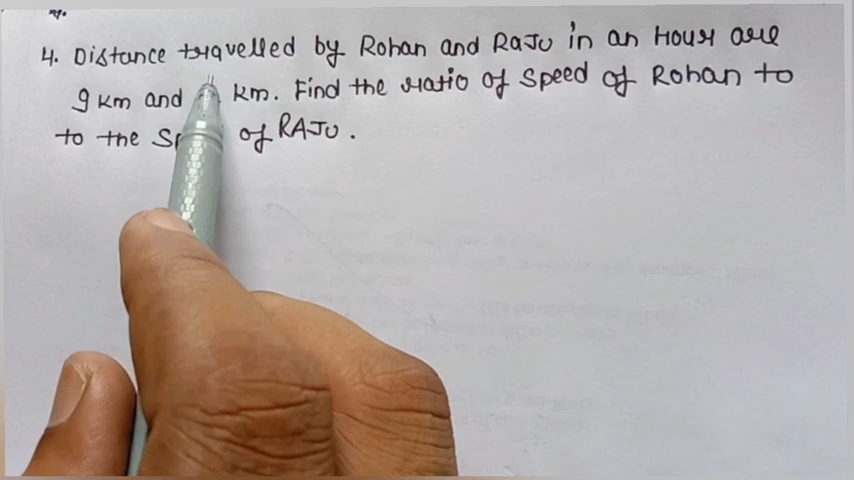 4. Distance travelled by Rohan and RaJu in an Hour are
9 Km and km. Find the ratio of Speed of Rohan to
to the of RAJU.